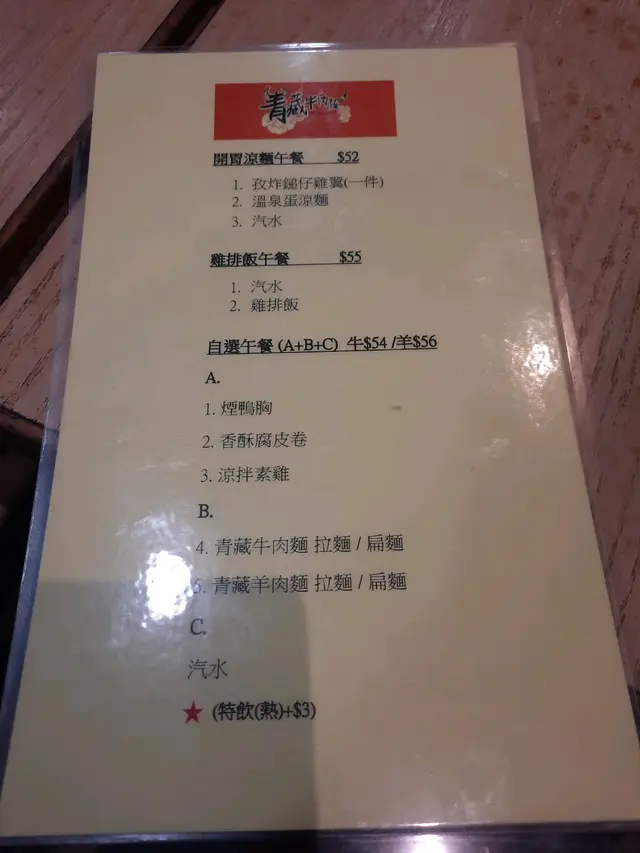 青藏牛肉麵
開胃涼麵午餐 $52
1. 孜炸鎚仔雞翼(一件)
2. 溫泉蛋涼麵
3. 汽水
雞排飯午餐 $55
1. 汽水
2. 雞排飯
自選午餐 (A+B+C) 牛$54 /羊$56
A.
1. 煙鴨胸
2. 香酥腐皮卷
3. 涼拌素雞
B.
4. 青藏牛肉麵 拉麵 / 扁麵
5. 青藏羊肉麵 拉麵 / 扁麵
C.
汽水
★ (特飲(熱)+$3)